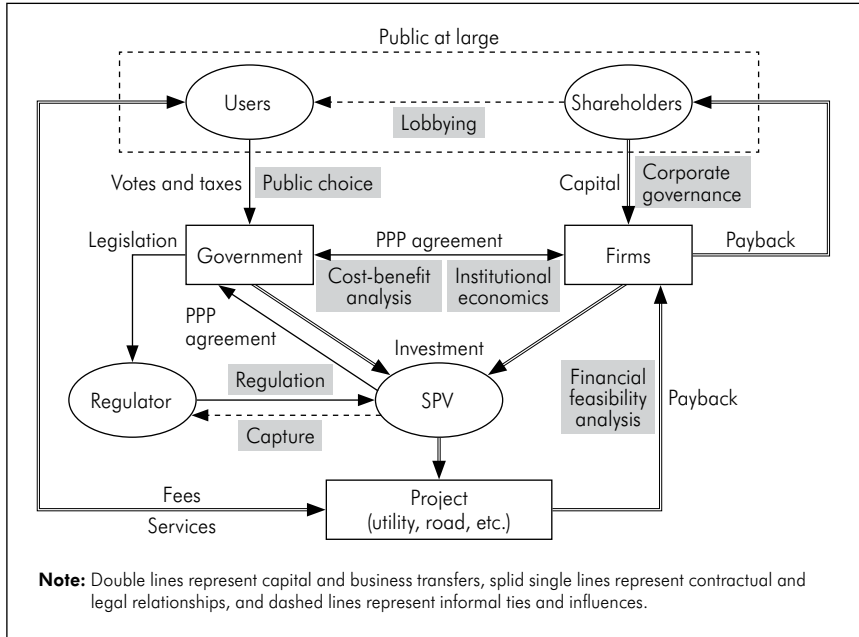 Public at large
Users
Shareholders
Lobbying
Votes and taxes
Public choice
Capital
Corporate
governance
Legislation
Government
PPP agreement
Firms
Payback
Cost-benefit
analysis
Institutional
economics
PPP
agreement
Investment
Regulator
Regulation
SPV
Capture
Financial
feasibility
analysis
Payback
Fees
Services
Project
(utility, road, etc.)
Note: Double lines represent capital and business transfers, splid single lines represent contractual and
legal relationships, and dashed lines represent informal ties and influences.